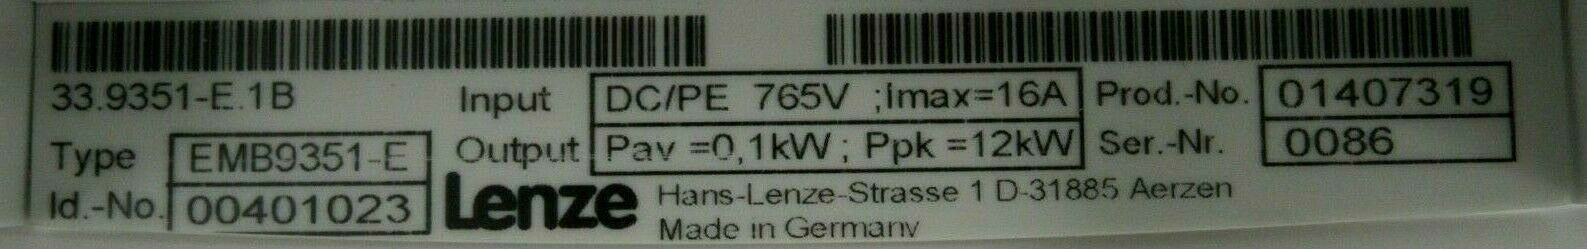 33.9351-E.1B
Input DC/PE 765V ;Imax=16A
Prod.-No. 01407319
Type EMB9351-E
Output Pav =0,1kW ; Ppk =12kW
Ser.-Nr. 0086
Id.-No. 00401023
Lenze
Hans-Lenze-Strasse 1 D-31885 Aerzen
Made in Germany